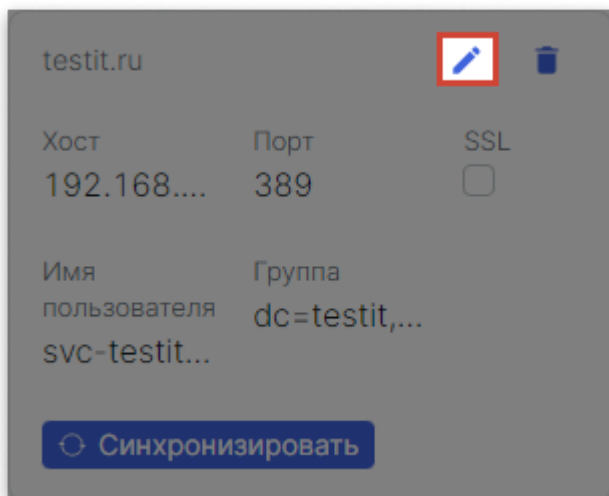 testit.ru
Хост Порт SSL
192.168.... 389
Имя
пользователя
Группа
svc-testit...
dc=testit,...
Синхронизировать